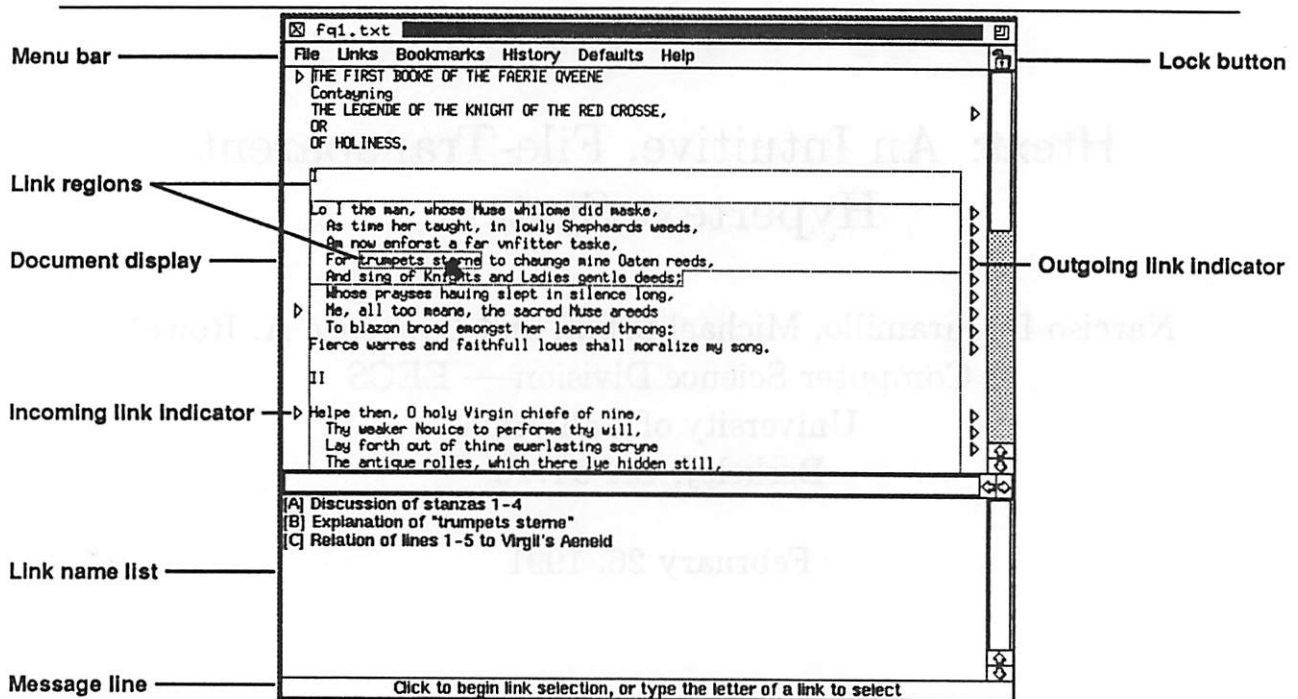 fq1.txt
Menu bar
File Links Bookmarks History Defaults Help
Lock button
THE FIRST BOOKE OF THE FAERIE QVEENE
Contayning
THE LEGENDE OF THE KNIGHT OF THE RED CROSSE,
OR
OF HOLINESS.
Link regions
I
Lo I the man, whose Muse whilome did maske,
As time her taught, in lowly Shepheards weeds,
Am now enforst a far vnfitter taske,
Document display
For trumpets sterne to chaunge mine Oaten reeds,
Outgoing link indicator
And sing of Knights and Ladies gentle deeds;
Whose prayses hauing slept in silence long,
Me, all too meane, the sacred Muse areeds
To blazon broad emongst her learned throng:
Fierce warres and faithfull loues shall moralize my song.
II
Incoming link indicator
Helpe then, O holy Virgin chiefe of nine,
Thy weaker Nouice to performe thy will,
Lay forth out of thine euerlasting scryne
The antique rolles, which there lye hidden still,
[A] Discussion of stanzas 1-4
[B] Explanation of "trumpets sterne"
[C] Relation of lines 1-5 to Virgil's Aeneid
Link name list
Message line
Click to begin link selection, or type the letter of a link to select